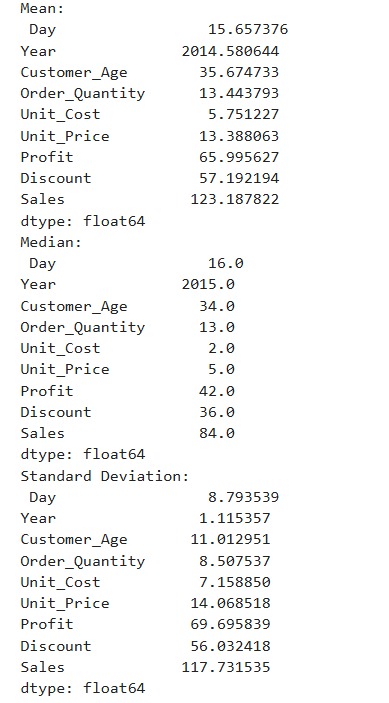 Mean:
Day 15.657376
Year 2014.580644
Customer_Age 35.674733
Order_Quantity 13.443793
Unit_Cost 5.751227
Unit_Price 13.388063
Profit 65.995627
Discount 57.192194
Sales 123.187822
dtype: float64
Median:
Day 16.0
Year 2015.0
Customer_Age 34.0
Order_Quantity 13.0
Unit_Cost 2.0
Unit_Price 5.0
Profit 42.0
Discount 36.0
Sales 84.0
dtype: float64
Standard Deviation:
Day 8.793539
Year 1.115357
Customer_Age 11.012951
Order_Quantity 8.507537
Unit_Cost 7.158850
Unit_Price 14.068518
Profit 69.695839
Discount 56.032418
Sales 117.731535
dtype: float64